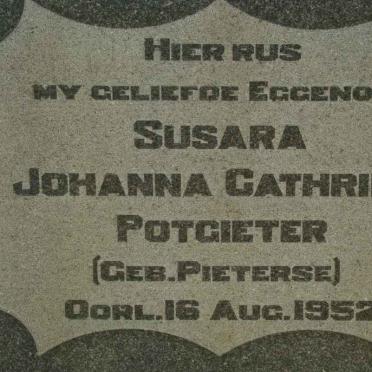 Hier rus
my geliefde Eggeno
Susara
Johanna Cathri
Potgieter
(Geb. Pieterse)
Oorl. 16 Aug. 1952